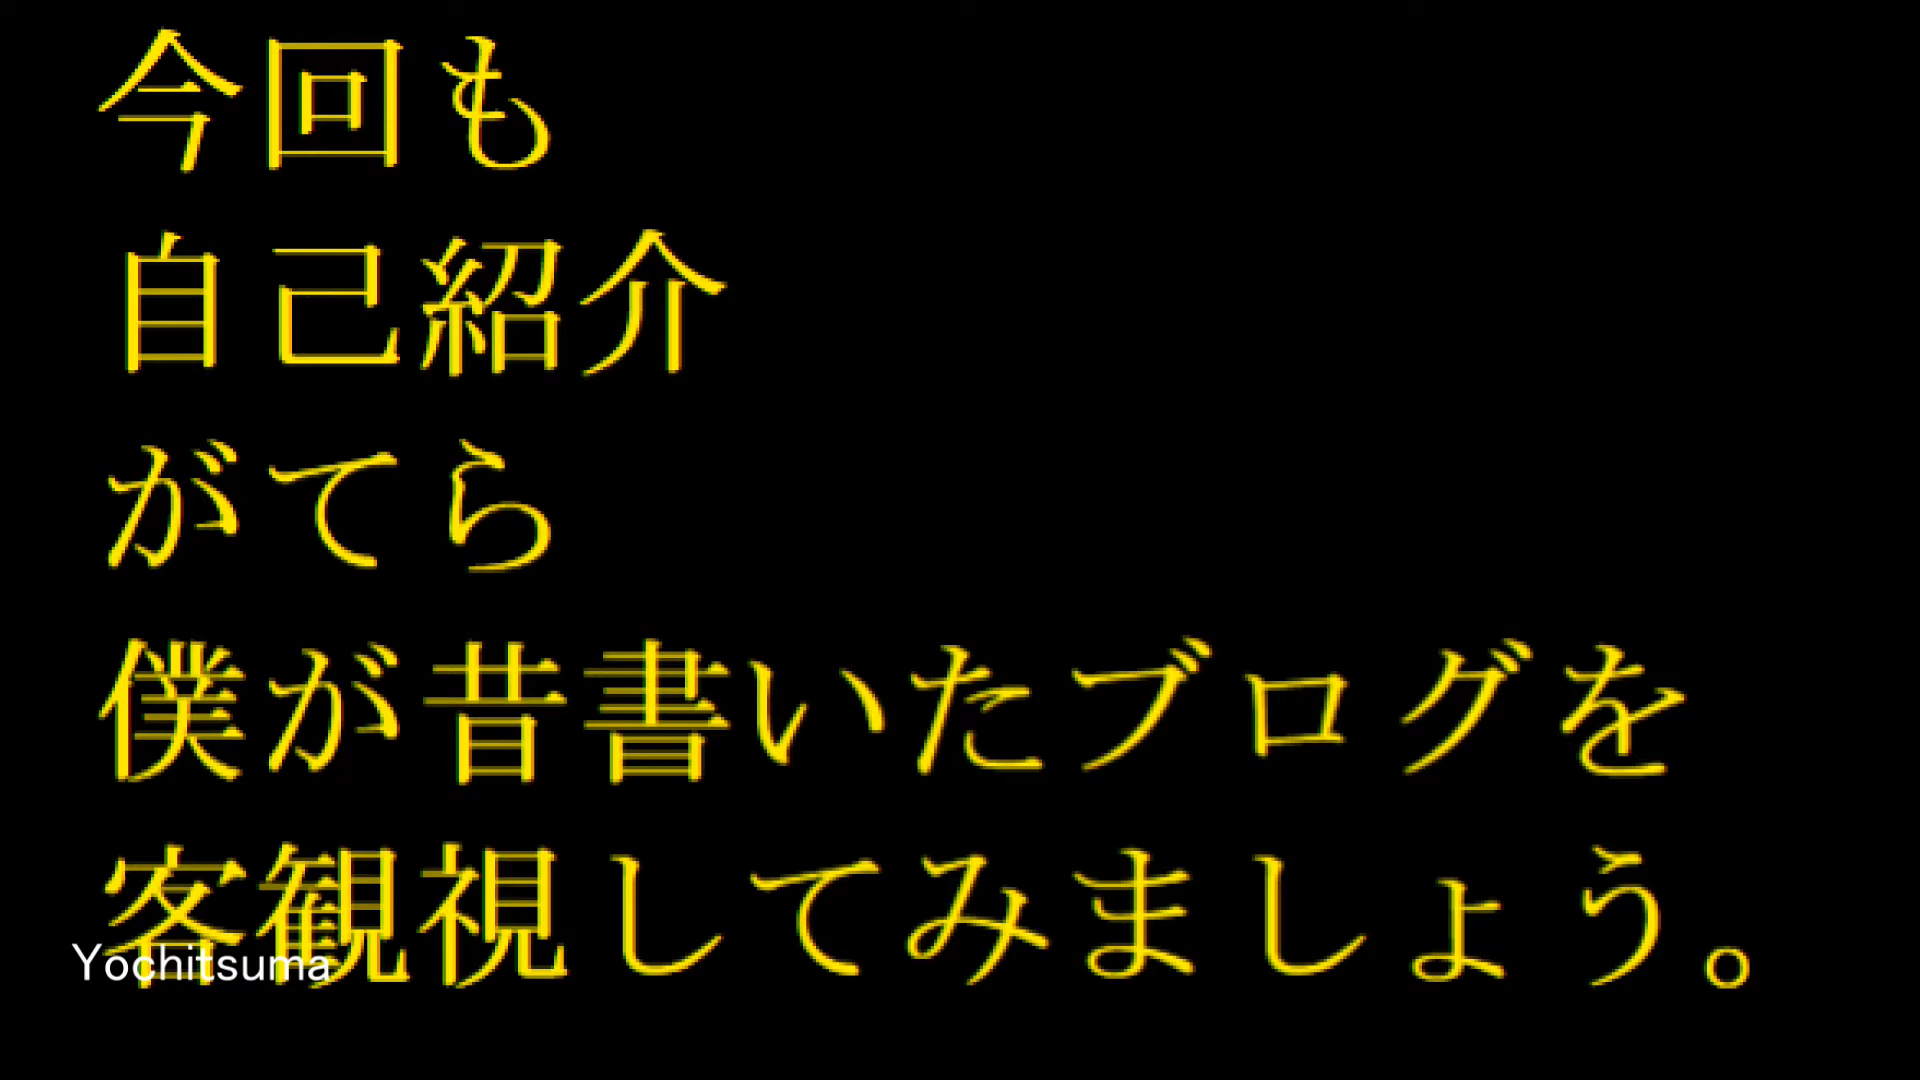 今回も
自己紹介
がてら
僕が昔書いたブログを
客観視してみましょう。
Yochitsuma